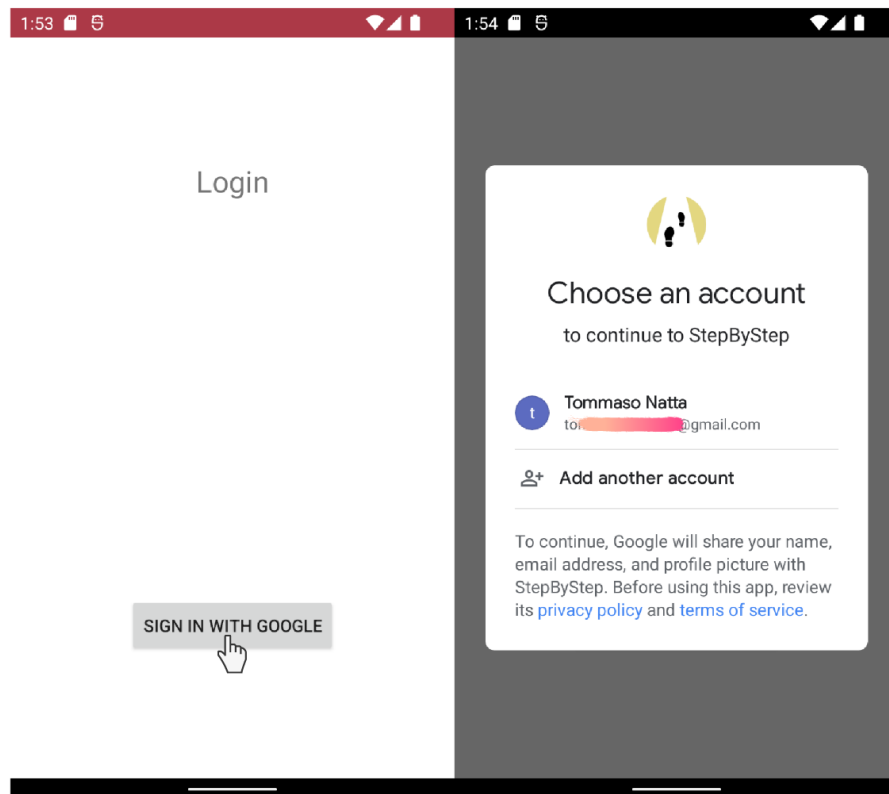 1:53
Login
SIGN IN WITH GOOGLE
1:54
Choose an account
to continue to StepByStep
t
Tommaso Natta
@gmail.com
Add another account
To continue, Google will share your name,
email address, and profile picture with
StepByStep. Before using this app, review
its privacy policy and terms of service.